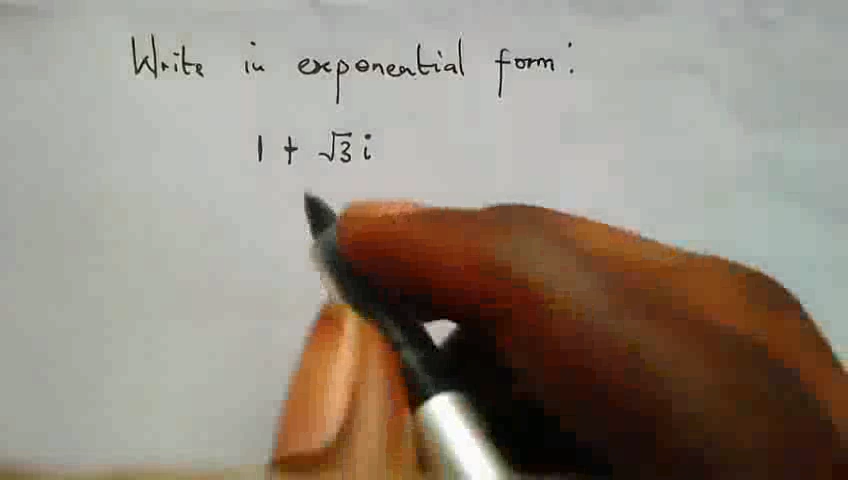 Write in exponential form:
1 + √3 i